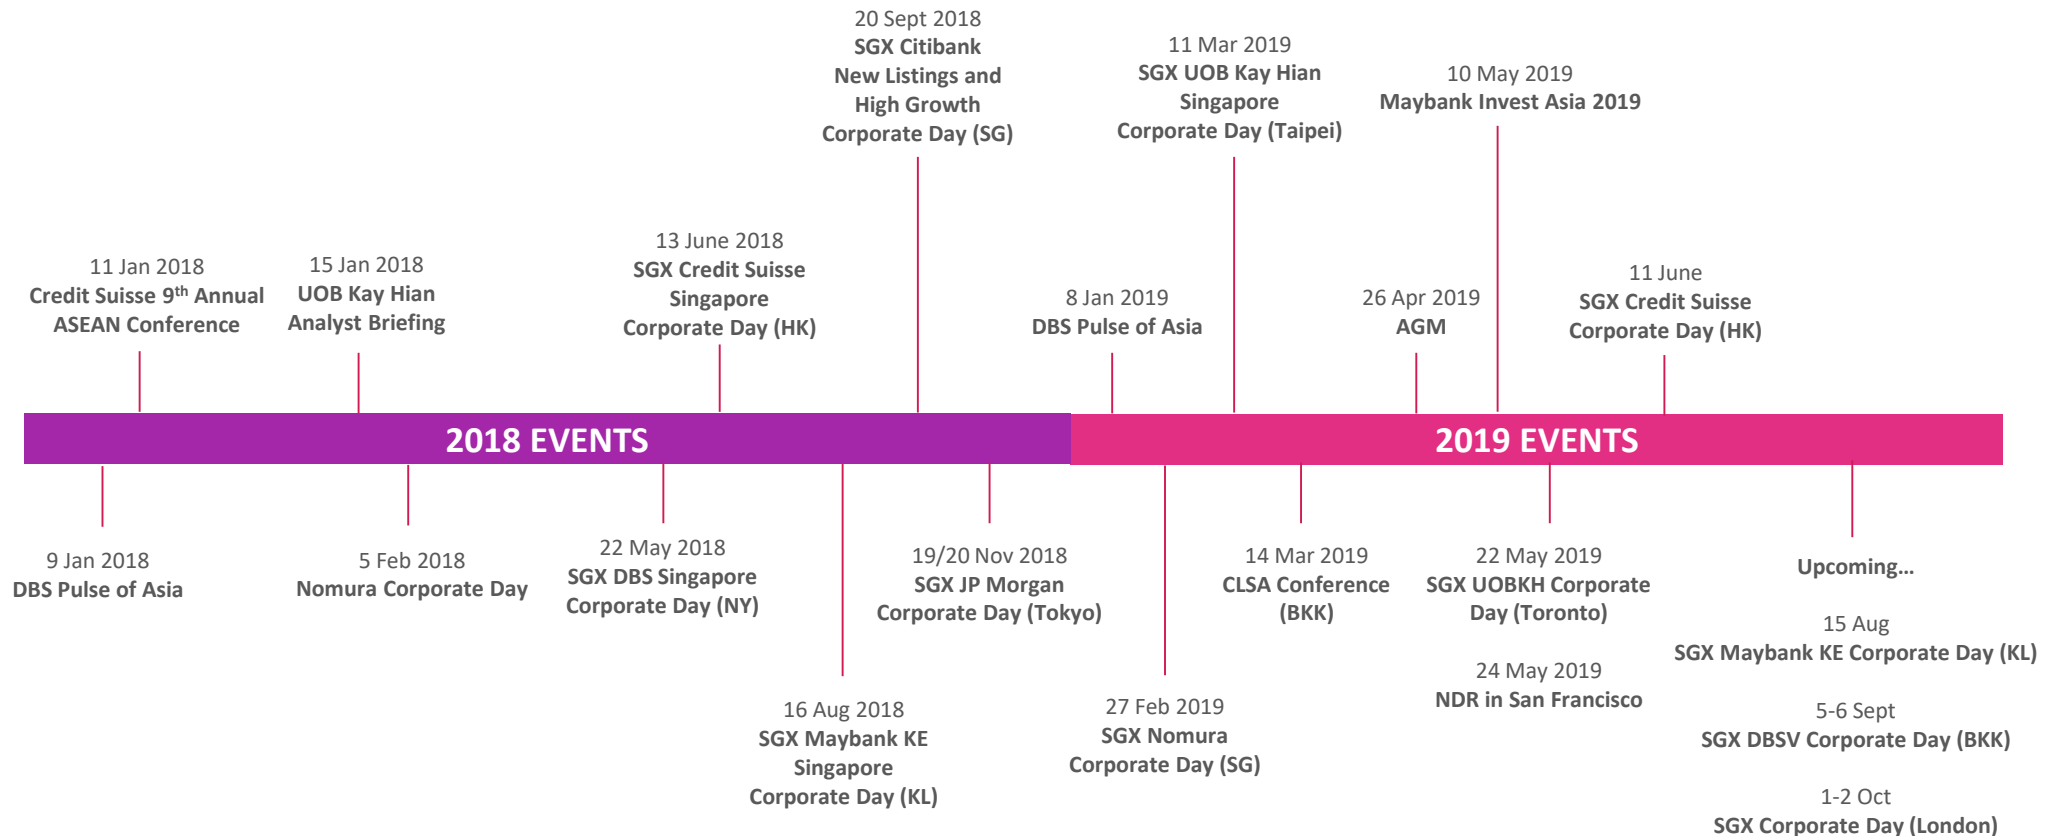 20 Sept 2018
SGX Citibank
New Listings and
High Growth
Corporate Day (SG)
11 Mar 2019
SGX UOB Kay Hian
Singapore
Corporate Day (Taipei)
10 May 2019
Maybank Invest Asia 2019
11 Jan 2018
Credit Suisse 9th Annual
ASEAN Conference
15 Jan 2018
UOB Kay Hian
Analyst Briefing
13 June 2018
SGX Credit Suisse
Singapore
Corporate Day (HK)
8 Jan 2019
DBS Pulse of Asia
26 Apr 2019
AGM
11 June
SGX Credit Suisse
Corporate Day (HK)
2018 EVENTS
2019 EVENTS
9 Jan 2018
DBS Pulse of Asia
5 Feb 2018
Nomura Corporate Day
22 May 2018
SGX DBS Singapore
Corporate Day (NY)
16 Aug 2018
SGX Maybank KE
Singapore
Corporate Day (KL)
19/20 Nov 2018
SGX JP Morgan
Corporate Day (Tokyo)
27 Feb 2019
SGX Nomura
Corporate Day (SG)
14 Mar 2019
CLSA Conference
(BKK)
22 May 2019
SGX UOBKH Corporate
Day (Toronto)
24 May 2019
NDR in San Francisco
Upcoming…
15 Aug
SGX Maybank KE Corporate Day (KL)
5-6 Sept
SGX DBSV Corporate Day (BKK)
1-2 Oct
SGX Corporate Day (London)